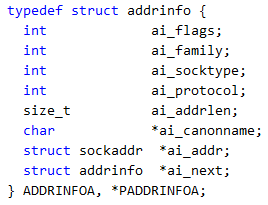 typedef struct addrinfo {
  int             ai_flags;
  int             ai_family;
  int             ai_socktype;
  int             ai_protocol;
  size_t          ai_addrlen;
  char            *ai_canonname;
  struct sockaddr  *ai_addr;
  struct addrinfo  *ai_next;
} ADDRINFOA, *PADDRINFOA;